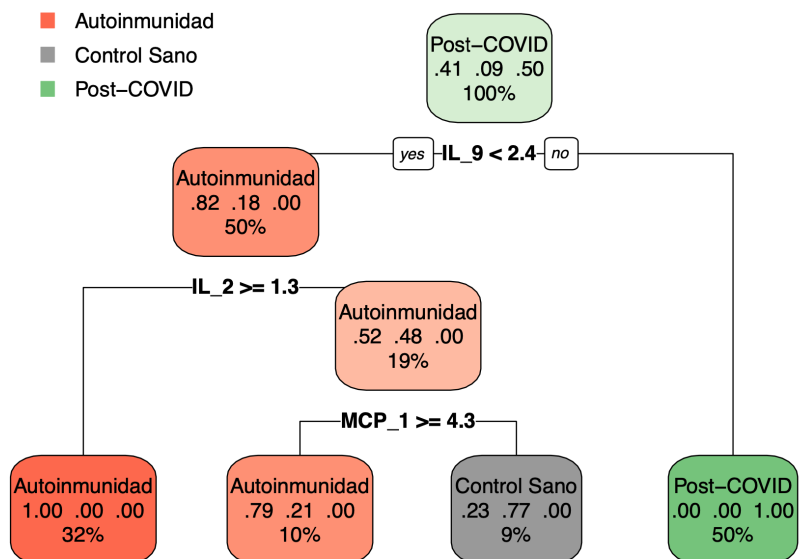 Autoinmunidad
Control Sano
Post−COVID
Post−COVID
.41 .09 .50
100%
yes IL_9 < 2.4 no
Autoinmunidad
.82 .18 .00
50%
IL_2 >= 1.3
Autoinmunidad
.52 .48 .00
19%
MCP_1 >= 4.3
Autoinmunidad
1.00 .00 .00
32%
Autoinmunidad
.79 .21 .00
10%
Control Sano
.23 .77 .00
9%
Post−COVID
.00 .00 1.00
50%